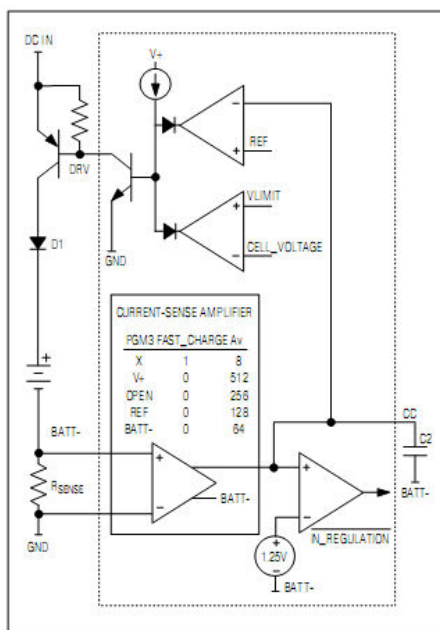 DC IN
V+
REF
DRV
VLIMIT
CELL_VOLTAGE
GND
D1
CURRENT-SENSE AMPLIFIER
PGM3 FAST_CHARGE Av
X 1 8
V+ 0 512
OPEN 0 256
REF 0 128
BATT- 0 64
BATT-
CC
C2
RSENSE
BATT-
BATT-
IN_REGULATION
1.25V
GND
BATT-